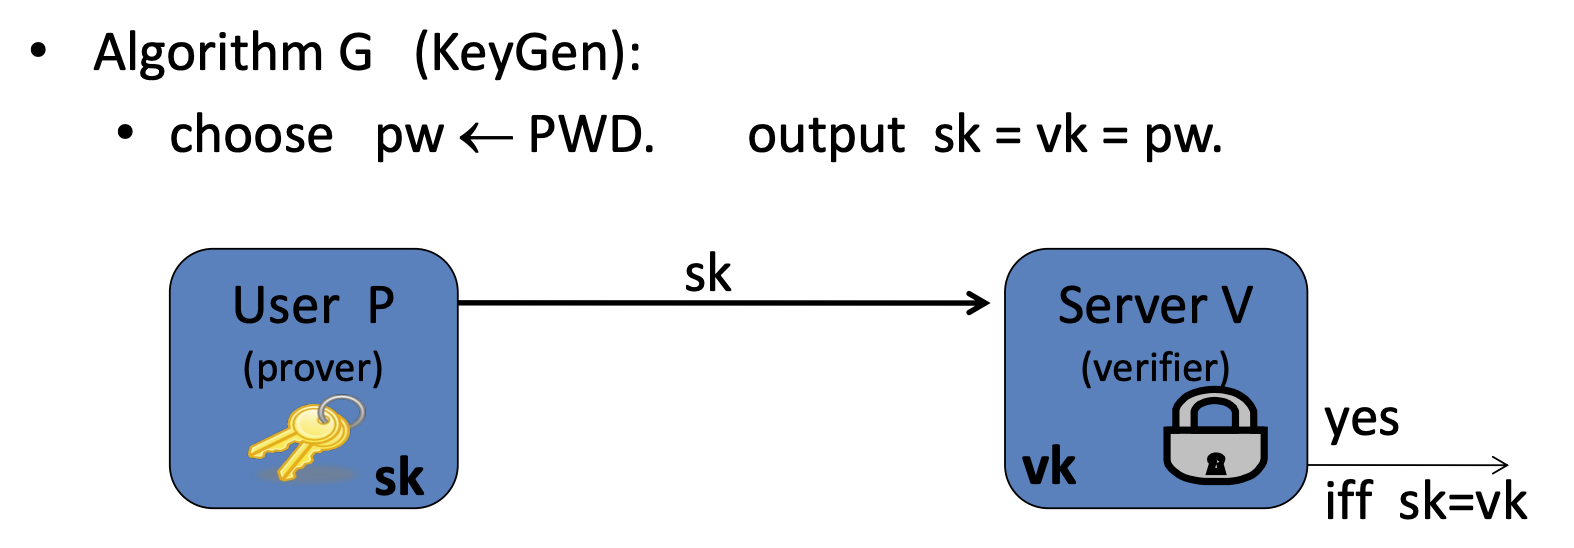 • Algorithm G (KeyGen):
• choose pw ← PWD. output sk = vk = pw.
sk
User P
(prover)
sk
Server V
(verifier)
vk
yes
iff sk=vk